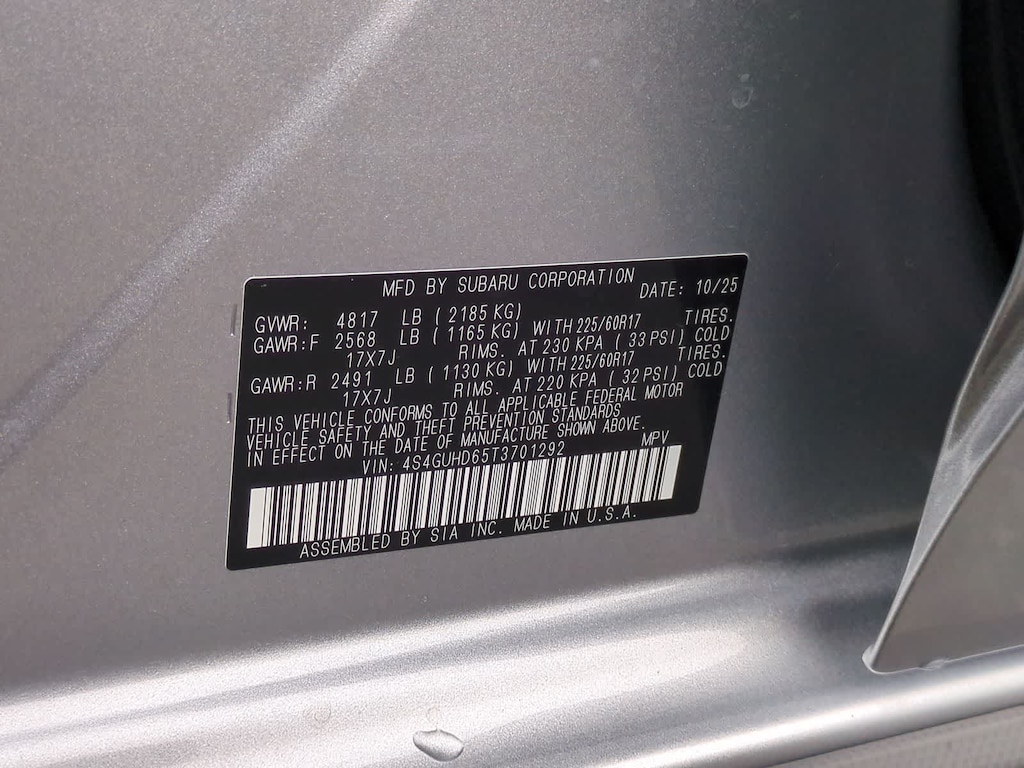 MFD BY SUBARU CORPORATION DATE: 10/25
GVWR: 4817 LB (2185 KG)
GAWR:F 2568 LB (1165 KG) WITH 225/60R17 TIRES.
17X7J RIMS. AT 230 KPA (33 PSI) COLD
GAWR:R 2491 LB (1130 KG) WITH 225/60R17 TIRES.
17X7J RIMS. AT 220 KPA (32 PSI) COLD
THIS VEHICLE CONFORMS TO ALL APPLICABLE FEDERAL MOTOR
VEHICLE SAFETY AND THEFT PREVENTION STANDARDS
IN EFFECT ON THE DATE OF MANUFACTURE SHOWN ABOVE.
VIN: 4S4GUHD65T3701292 MPV
ASSEMBLED BY SIA INC. MADE IN U.S.A.